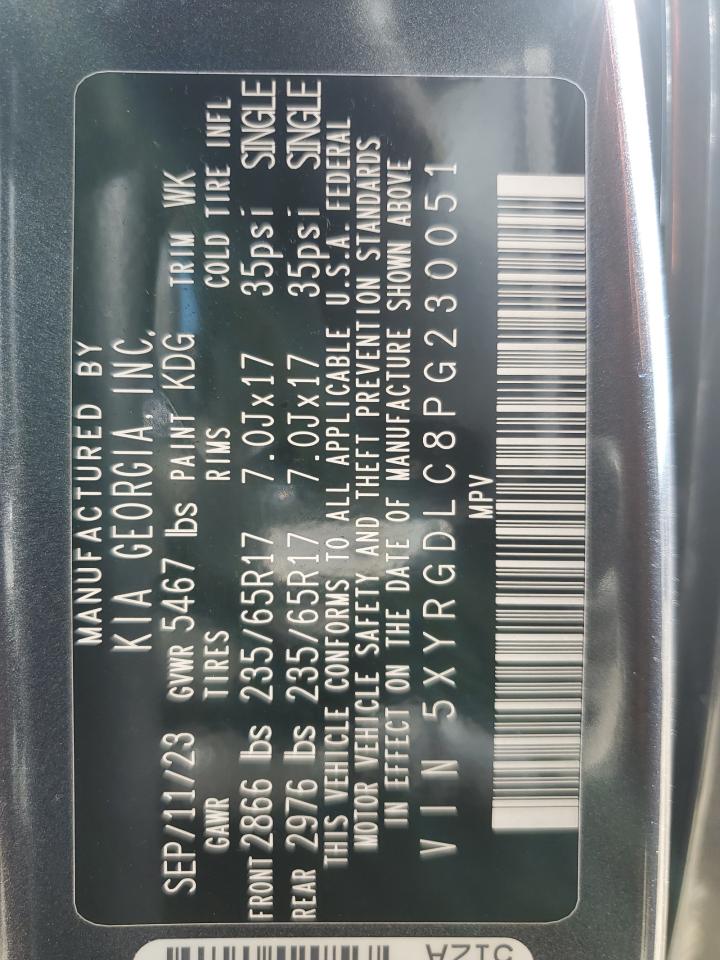 MANUFACTURED BY
KIA GEORGIA, INC.
SEP/11/23 GVWR 5467 lbs PAINT KDG TRIM WK
GAWR TIRES RIMS COLD TIRE INFL
FRONT 2866 lbs 235/65R17 7.0Jx17 35psi SINGLE
REAR 2976 lbs 235/65R17 7.0Jx17 35psi SINGLE
THIS VEHICLE CONFORMS TO ALL APPLICABLE U.S.A. FEDERAL
MOTOR VEHICLE SAFETY AND THEFT PREVENTION STANDARDS
IN EFFECT ON THE DATE OF MANUFACTURE SHOWN ABOVE
VIN 5XYRGDLC8PG230051
MPV